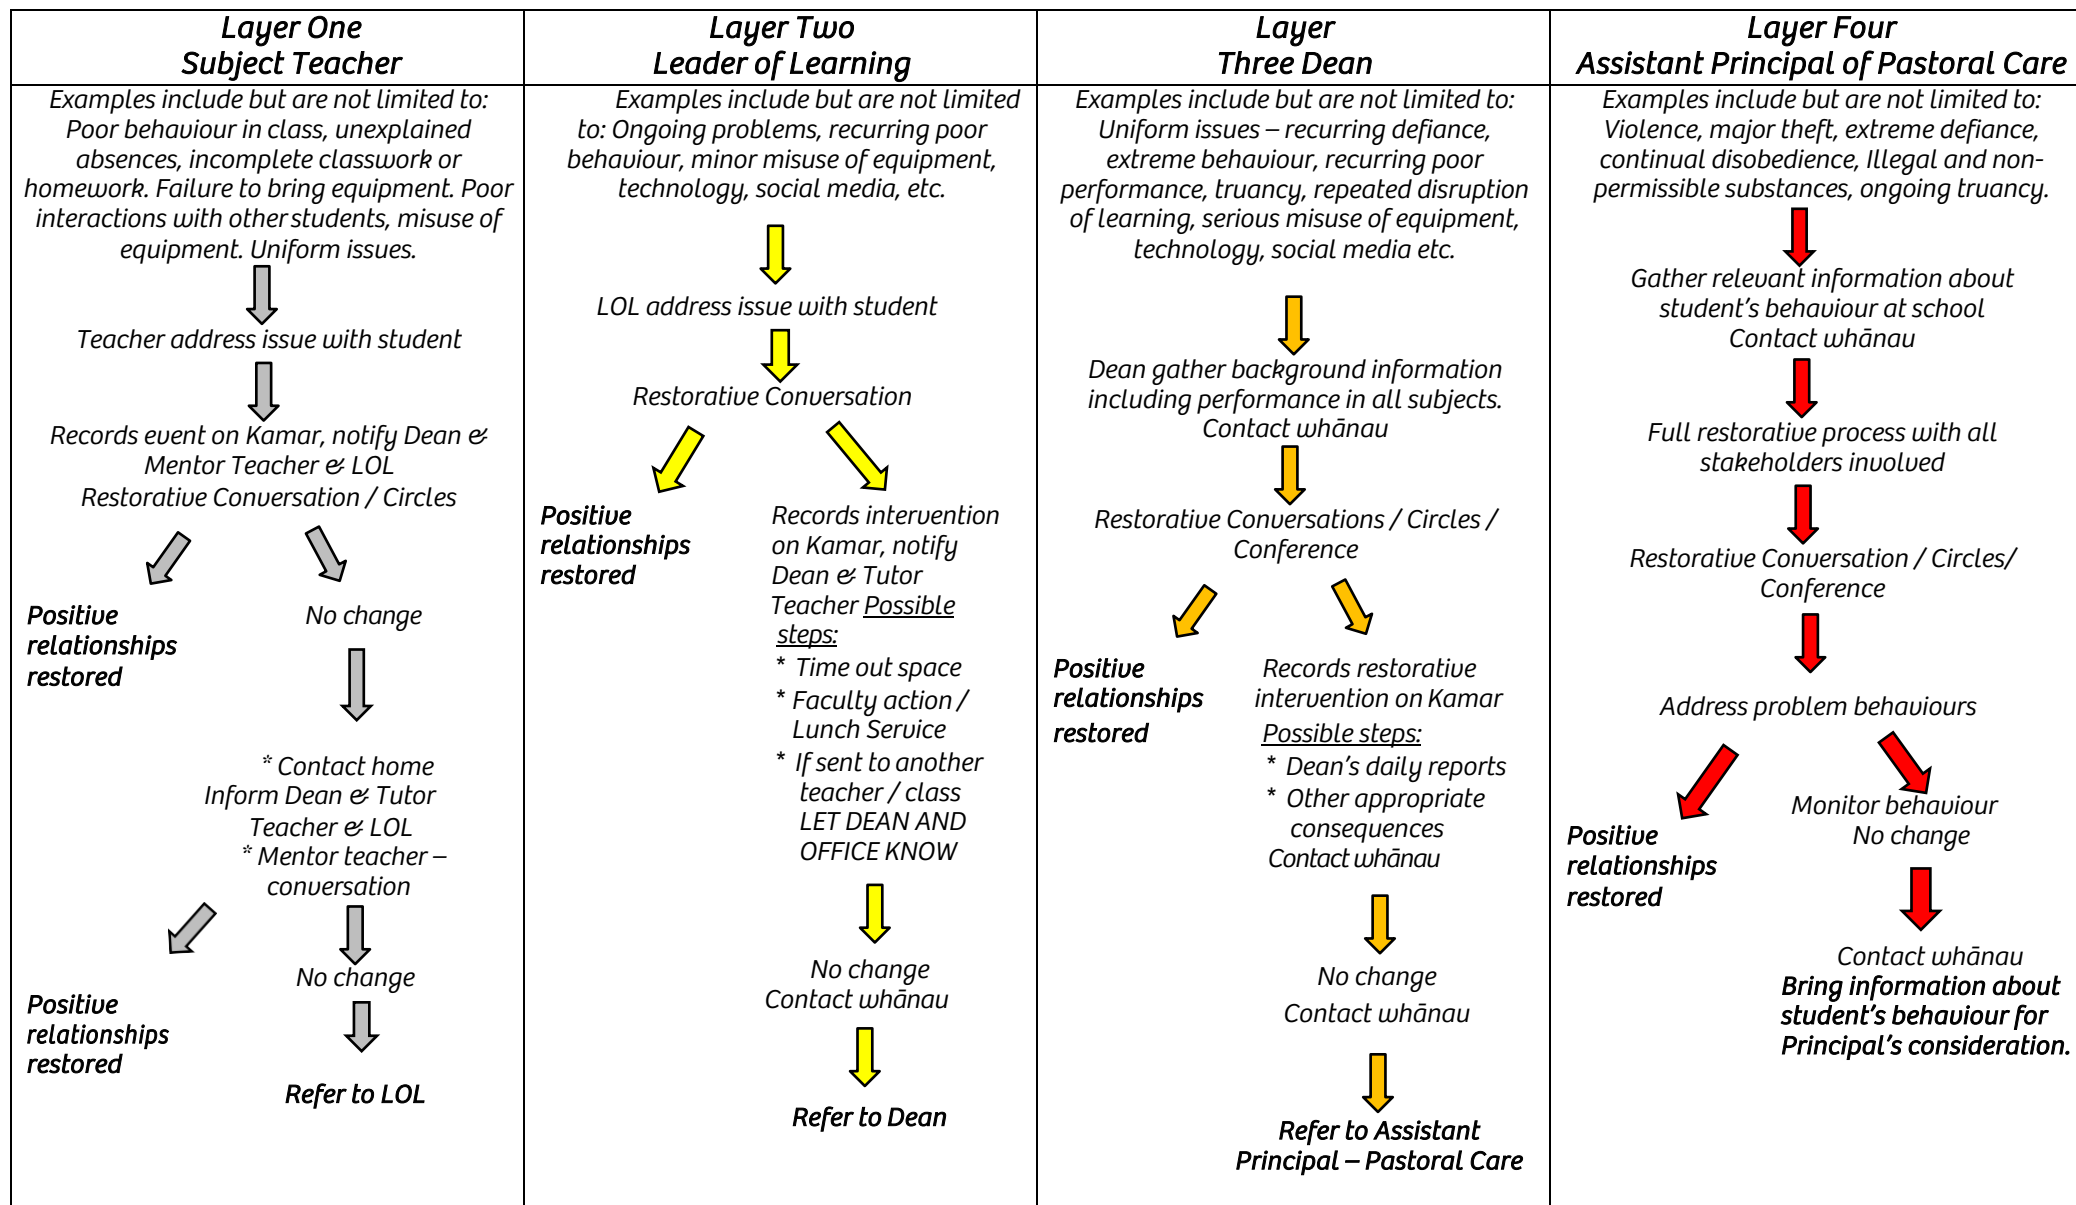 Layer One
Subject Teacher
Examples include but are not limited to:
Poor behaviour in class, unexplained
absences, incomplete classwork or
homework. Failure to bring equipment. Poor
interactions with other students, misuse of
equipment. Uniform issues.
Teacher address issue with student
Records event on Kamar, notify Dean &
Mentor Teacher & LOL
Restorative Conversation / Circles
Positive
relationships
restored
No change
* Contact home
Inform Dean & Tutor
Teacher & LOL
* Mentor teacher –
conversation
Positive
relationships
restored
No change
Refer to LOL
Layer Two
Leader of Learning
Examples include but are not limited
to: Ongoing problems, recurring poor
behaviour, minor misuse of equipment,
technology, social media, etc.
LOL address issue with student
Restorative Conversation
Positive
relationships
restored
Records intervention
on Kamar, notify
Dean & Tutor
Teacher Possible
steps:
* Time out space
* Faculty action /
Lunch Service
* If sent to another
teacher / class
LET DEAN AND
OFFICE KNOW
No change
Contact whānau
Refer to Dean
Layer
Three Dean
Examples include but are not limited to:
Uniform issues – recurring defiance,
extreme behaviour, recurring poor
performance, truancy, repeated disruption
of learning, serious misuse of equipment,
technology, social media etc.
Dean gather background information
including performance in all subjects.
Contact whānau
Restorative Conversations / Circles /
Conference
Positive
relationships
restored
Records restorative
intervention on Kamar
Possible steps:
* Dean's daily reports
* Other appropriate
consequences
Contact whānau
No change
Contact whānau
Refer to Assistant
Principal – Pastoral Care
Layer Four
Assistant Principal of Pastoral Care
Examples include but are not limited to:
Violence, major theft, extreme defiance,
continual disobedience, Illegal and non-
permissible substances, ongoing truancy.
Gather relevant information about
student's behaviour at school
Contact whānau
Full restorative process with all
stakeholders involved
Restorative Conversation / Circles/
Conference
Address problem behaviours
Positive
relationships
restored
Monitor behaviour
No change
Contact whānau
Bring information about
student's behaviour for
Principal's consideration.